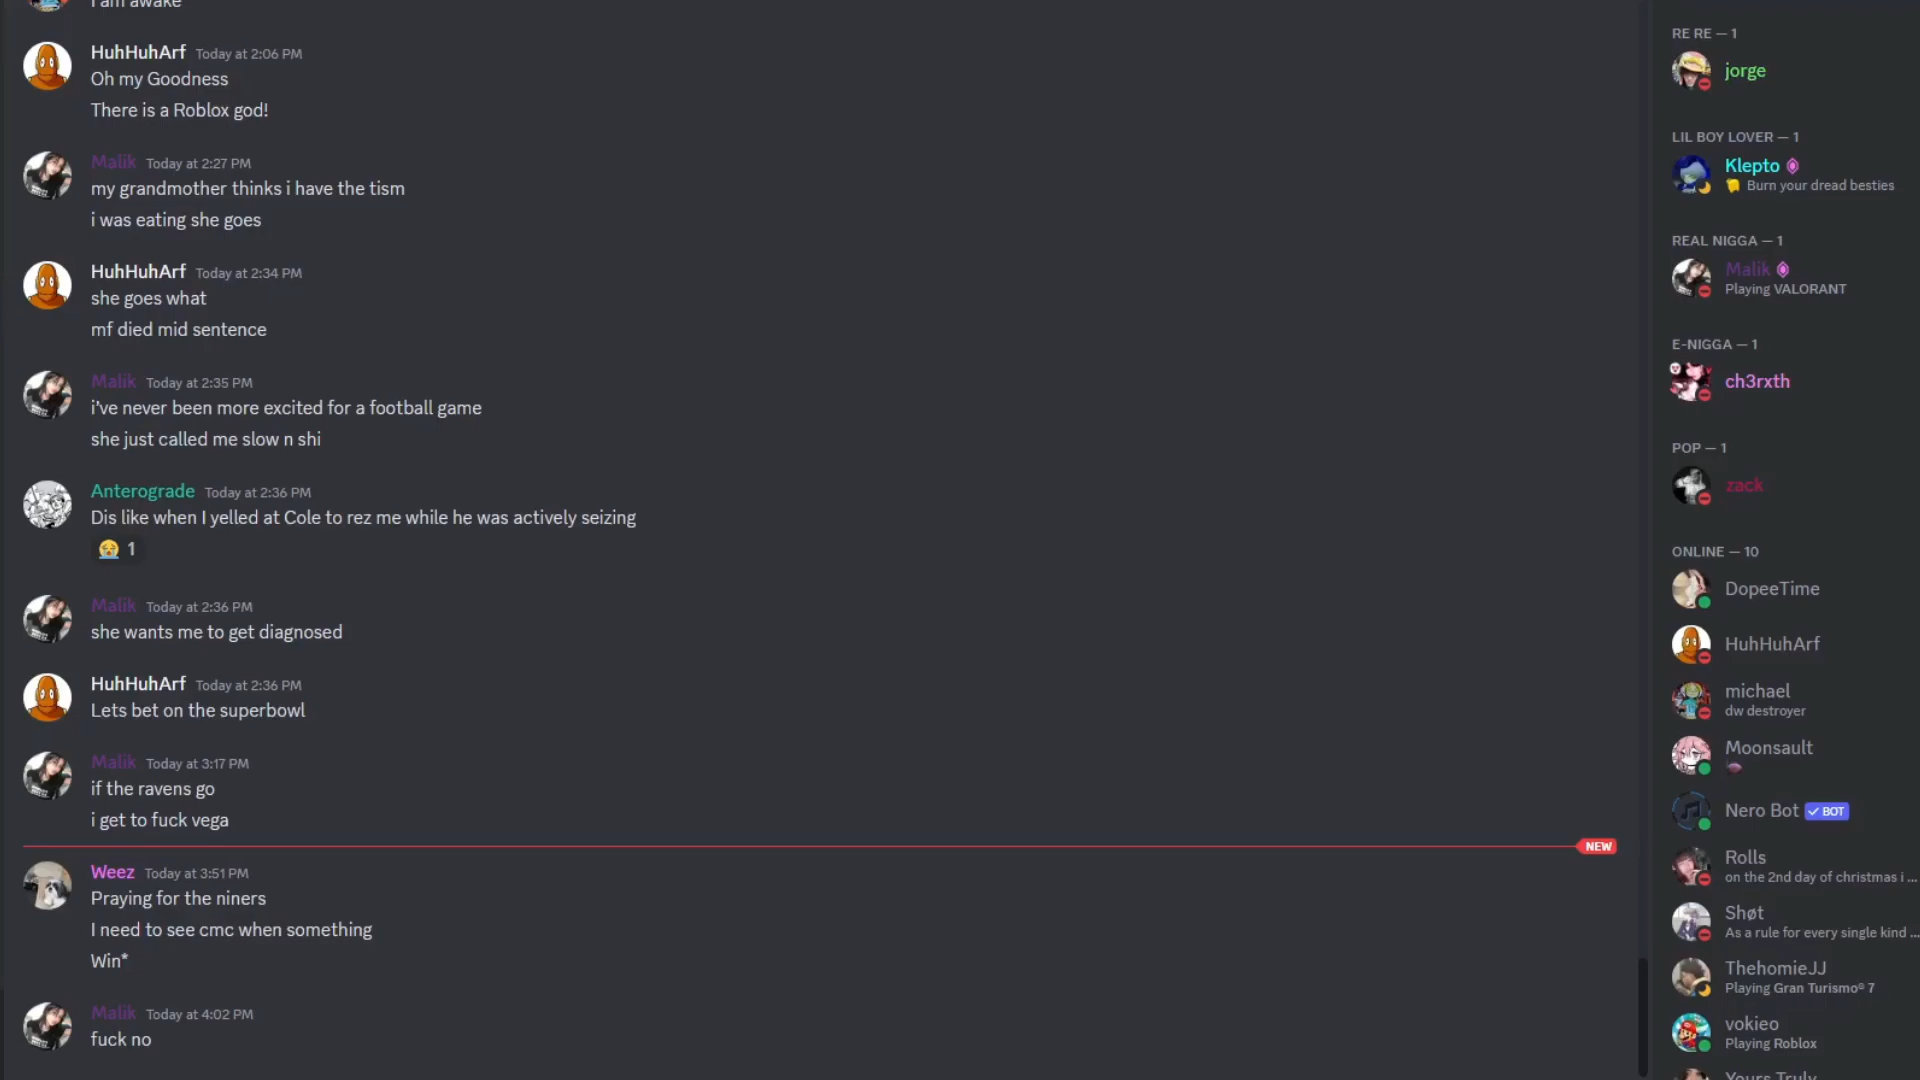 I am awake
HuhHuhArf Today at 2:06 PM
Oh my Goodness
There is a Roblox god!
Malik Today at 2:27 PM
my grandmother thinks i have the tism
i was eating she goes
HuhHuhArf Today at 2:34 PM
she goes what
mf died mid sentence
Malik Today at 2:35 PM
i've never been more excited for a football game
she just called me slow n shi
Anterograde Today at 2:36 PM
Dis like when I yelled at Cole to rez me while he was actively seizing
1
Malik Today at 2:36 PM
she wants me to get diagnosed
HuhHuhArf Today at 2:36 PM
Lets bet on the superbowl
Malik Today at 3:17 PM
if the ravens go
i get to fuck vega
NEW
Weez Today at 3:51 PM
Praying for the niners
I need to see cmc when something
Win*
Malik Today at 4:02 PM
fuck no
RE RE — 1
jorge
LIL BOY LOVER — 1
Klepto
Burn your dread besties
REAL NIGGA — 1
Malik
Playing VALORANT
E-NIGGA — 1
ch3rxth
POP — 1
zack
ONLINE — 10
DopeeTime
HuhHuhArf
michael
dw destroyer
Moonsault
Nero Bot BOT
Rolls
on the 2nd day of christmas i ...
Shøt
As a rule for every single kind ...
ThehomieJJ
Playing Gran Turismo® 7
vokieo
Playing Roblox
Yours Truly